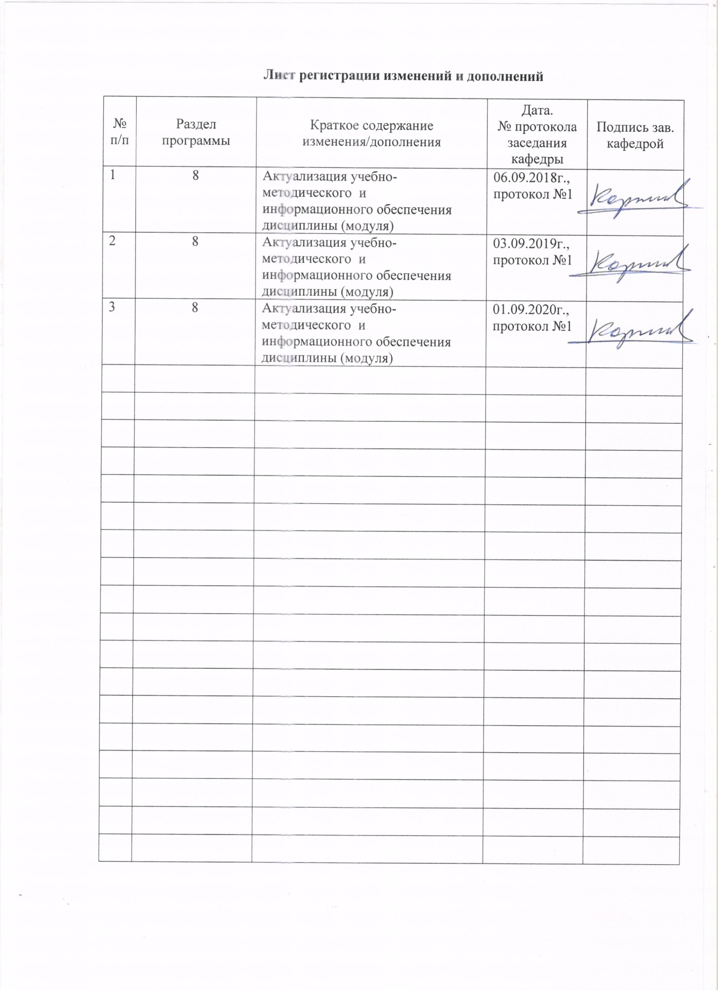 Лист регистрации изменений и дополнений
№
п/п
Раздел
программы
Краткое содержание
изменения/дополнения
Дата.
№ протокола
заседания
кафедры
Подпись зав.
кафедрой
1
8
Актуализация учебно-
методического и
информационного обеспечения
дисциплины (модуля)
06.09.2018г.,
протокол №1
2
8
Актуализация учебно-
методического и
информационного обеспечения
дисциплины (модуля)
03.09.2019г.,
протокол №1
3
8
Актуализация учебно-
методического и
информационного обеспечения
дисциплины (модуля)
01.09.2020г.,
протокол №1